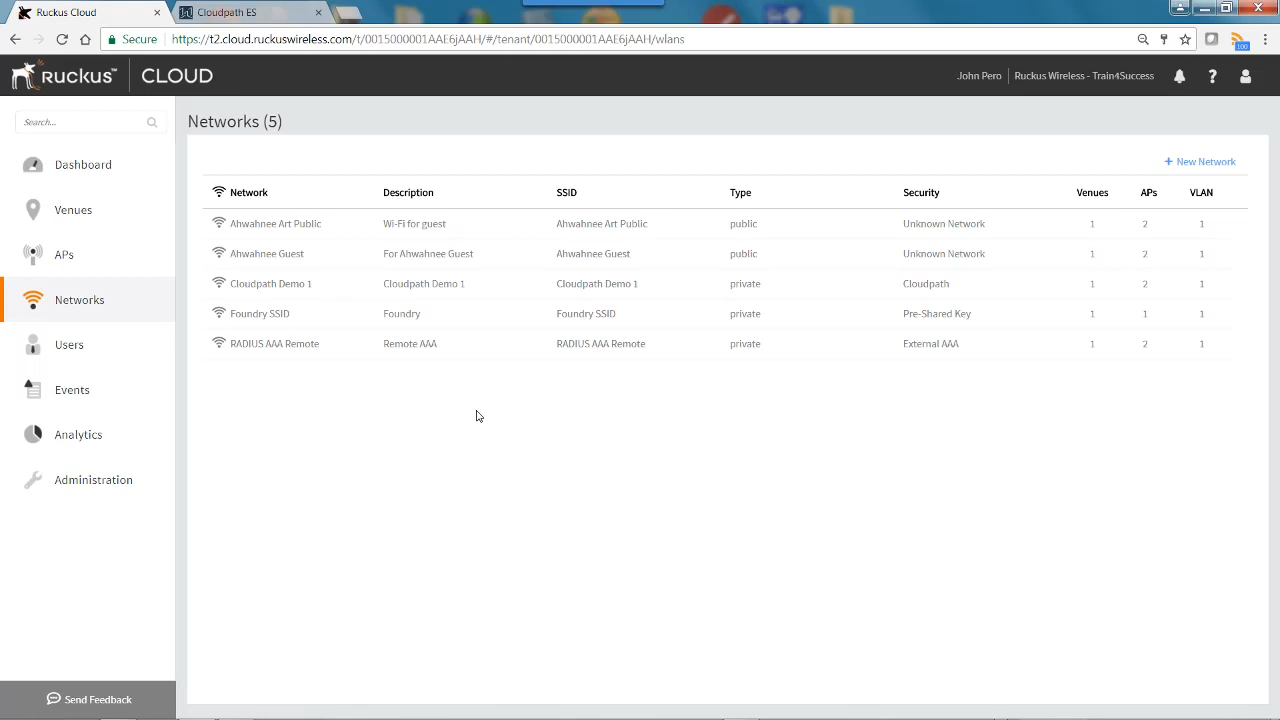 Ruckus Cloud
Cloudpath ES
Secure
https://t2.cloud.ruckuswireless.com/t/0015000001AAE6jAAH/#/tenant/0015000001AAE6jAAH/wlans
100
Ruckus™ CLOUD
John Pero
Ruckus Wireless - Train4Success
Search...
Dashboard
Venues
APs
Networks
Users
Events
Analytics
Administration
Send Feedback
Networks (5)
+ New Network
Network Description SSID Type Security Venues APs VLAN
Ahwahnee Art Public Wi-Fi for guest Ahwahnee Art Public public Unknown Network 1 2 1
Ahwahnee Guest For Ahwahnee Guest Ahwahnee Guest public Unknown Network 1 2 1
Cloudpath Demo 1 Cloudpath Demo 1 Cloudpath Demo 1 private Cloudpath 1 2 1
Foundry SSID Foundry Foundry SSID private Pre-Shared Key 1 1 1
RADIUS AAA Remote Remote AAA RADIUS AAA Remote private External AAA 1 2 1